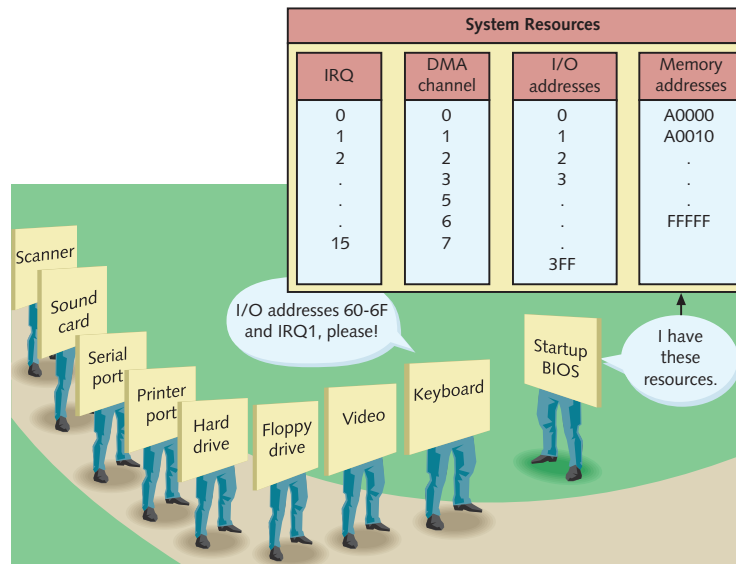 System Resources
IRQ
0
1
2
.
.
.
15
DMA
channel
0
1
2
3
5
6
7
I/O
addresses
0
1
2
3
.
.
.
3FF
Memory
addresses
A0000
A0010
.
.
.
FFFFF
Scanner
Sound
card
Serial
port
Printer
port
Hard
drive
Floppy
drive
Video
Keyboard
I/O addresses 60-6F
and IRQ1, please!
Startup
BIOS
I have
these
resources.